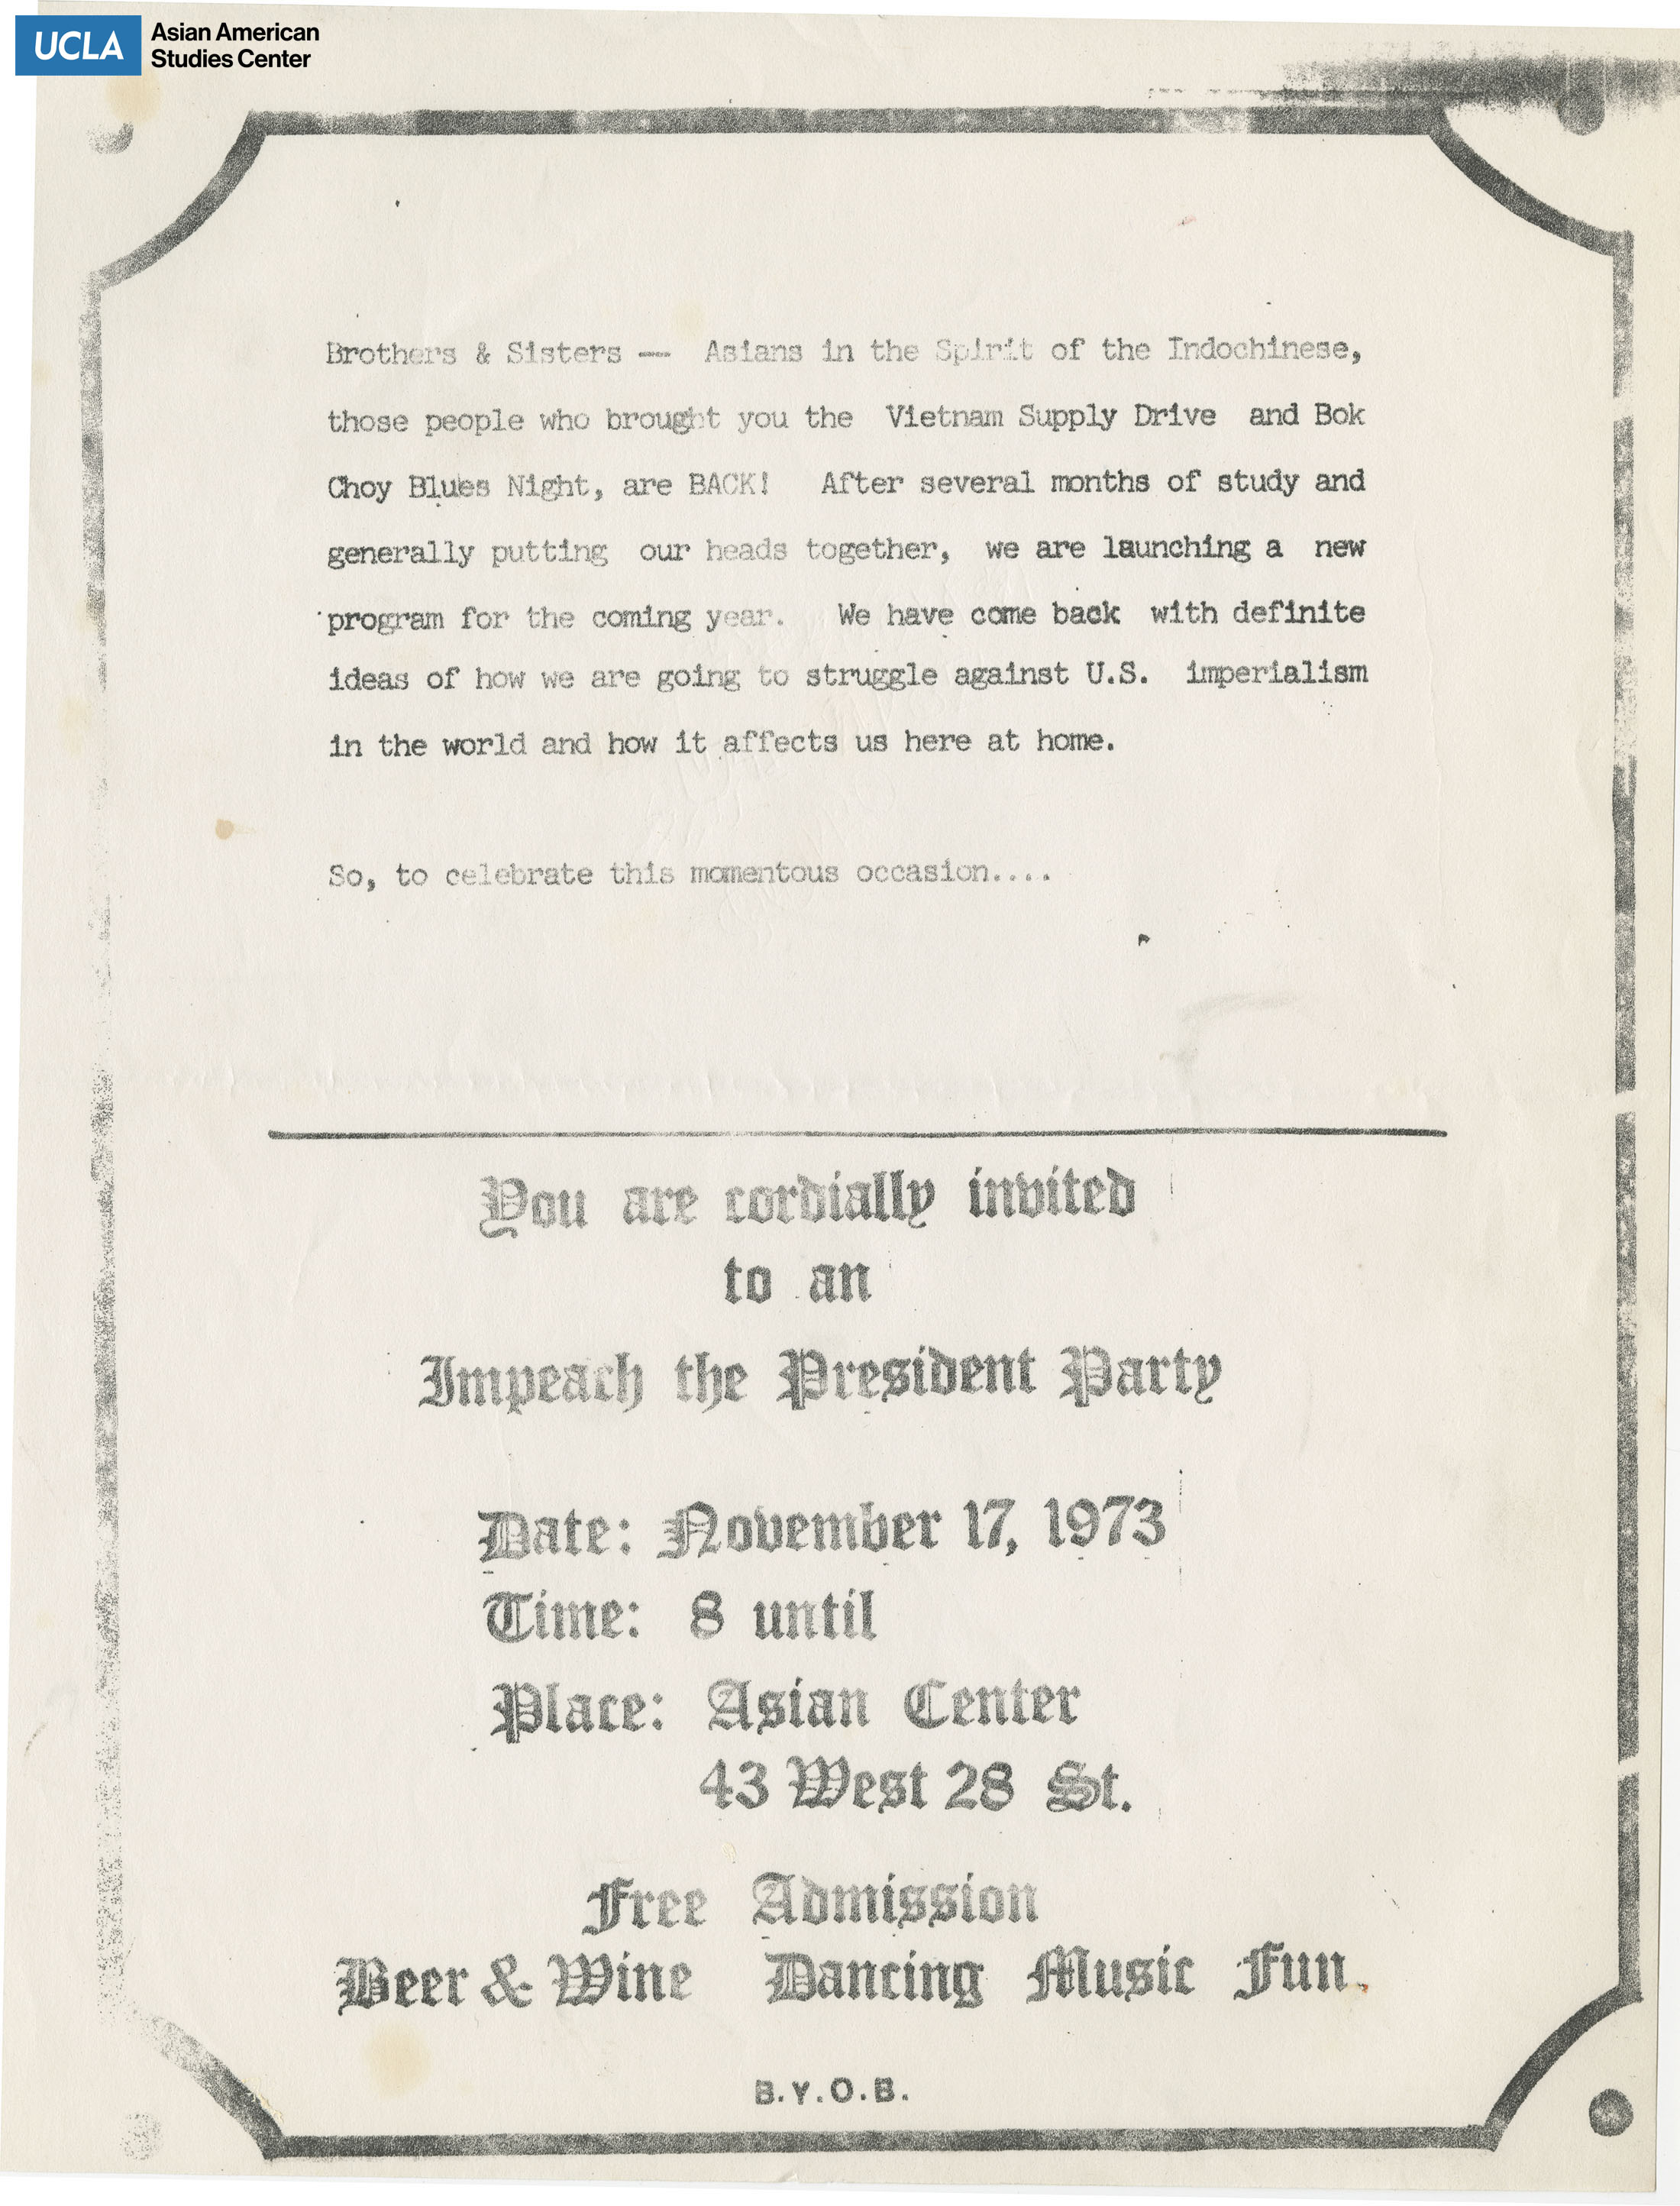 UCLA Asian American
Studies Center
Brothers & Sisters — Asians in the Spirit of the Indochinese,
those people who brought you the Vietnam Supply Drive and Bok
Choy Blues Night, are BACK! After several months of study and
generally putting our heads together, we are launching a new
program for the coming year. We have come back with definite
ideas of how we are going to struggle against U.S. imperialism
in the world and how it affects us here at home.
So, to celebrate this momentous occasion....
You are cordially invited
to an
Impeach the President Party
Date: November 17, 1973
Time: 8 until
Place: Asian Center
43 West 28 St.
Free Admission
Beer & Wine Dancing Music Fun.
B.Y.O.B.